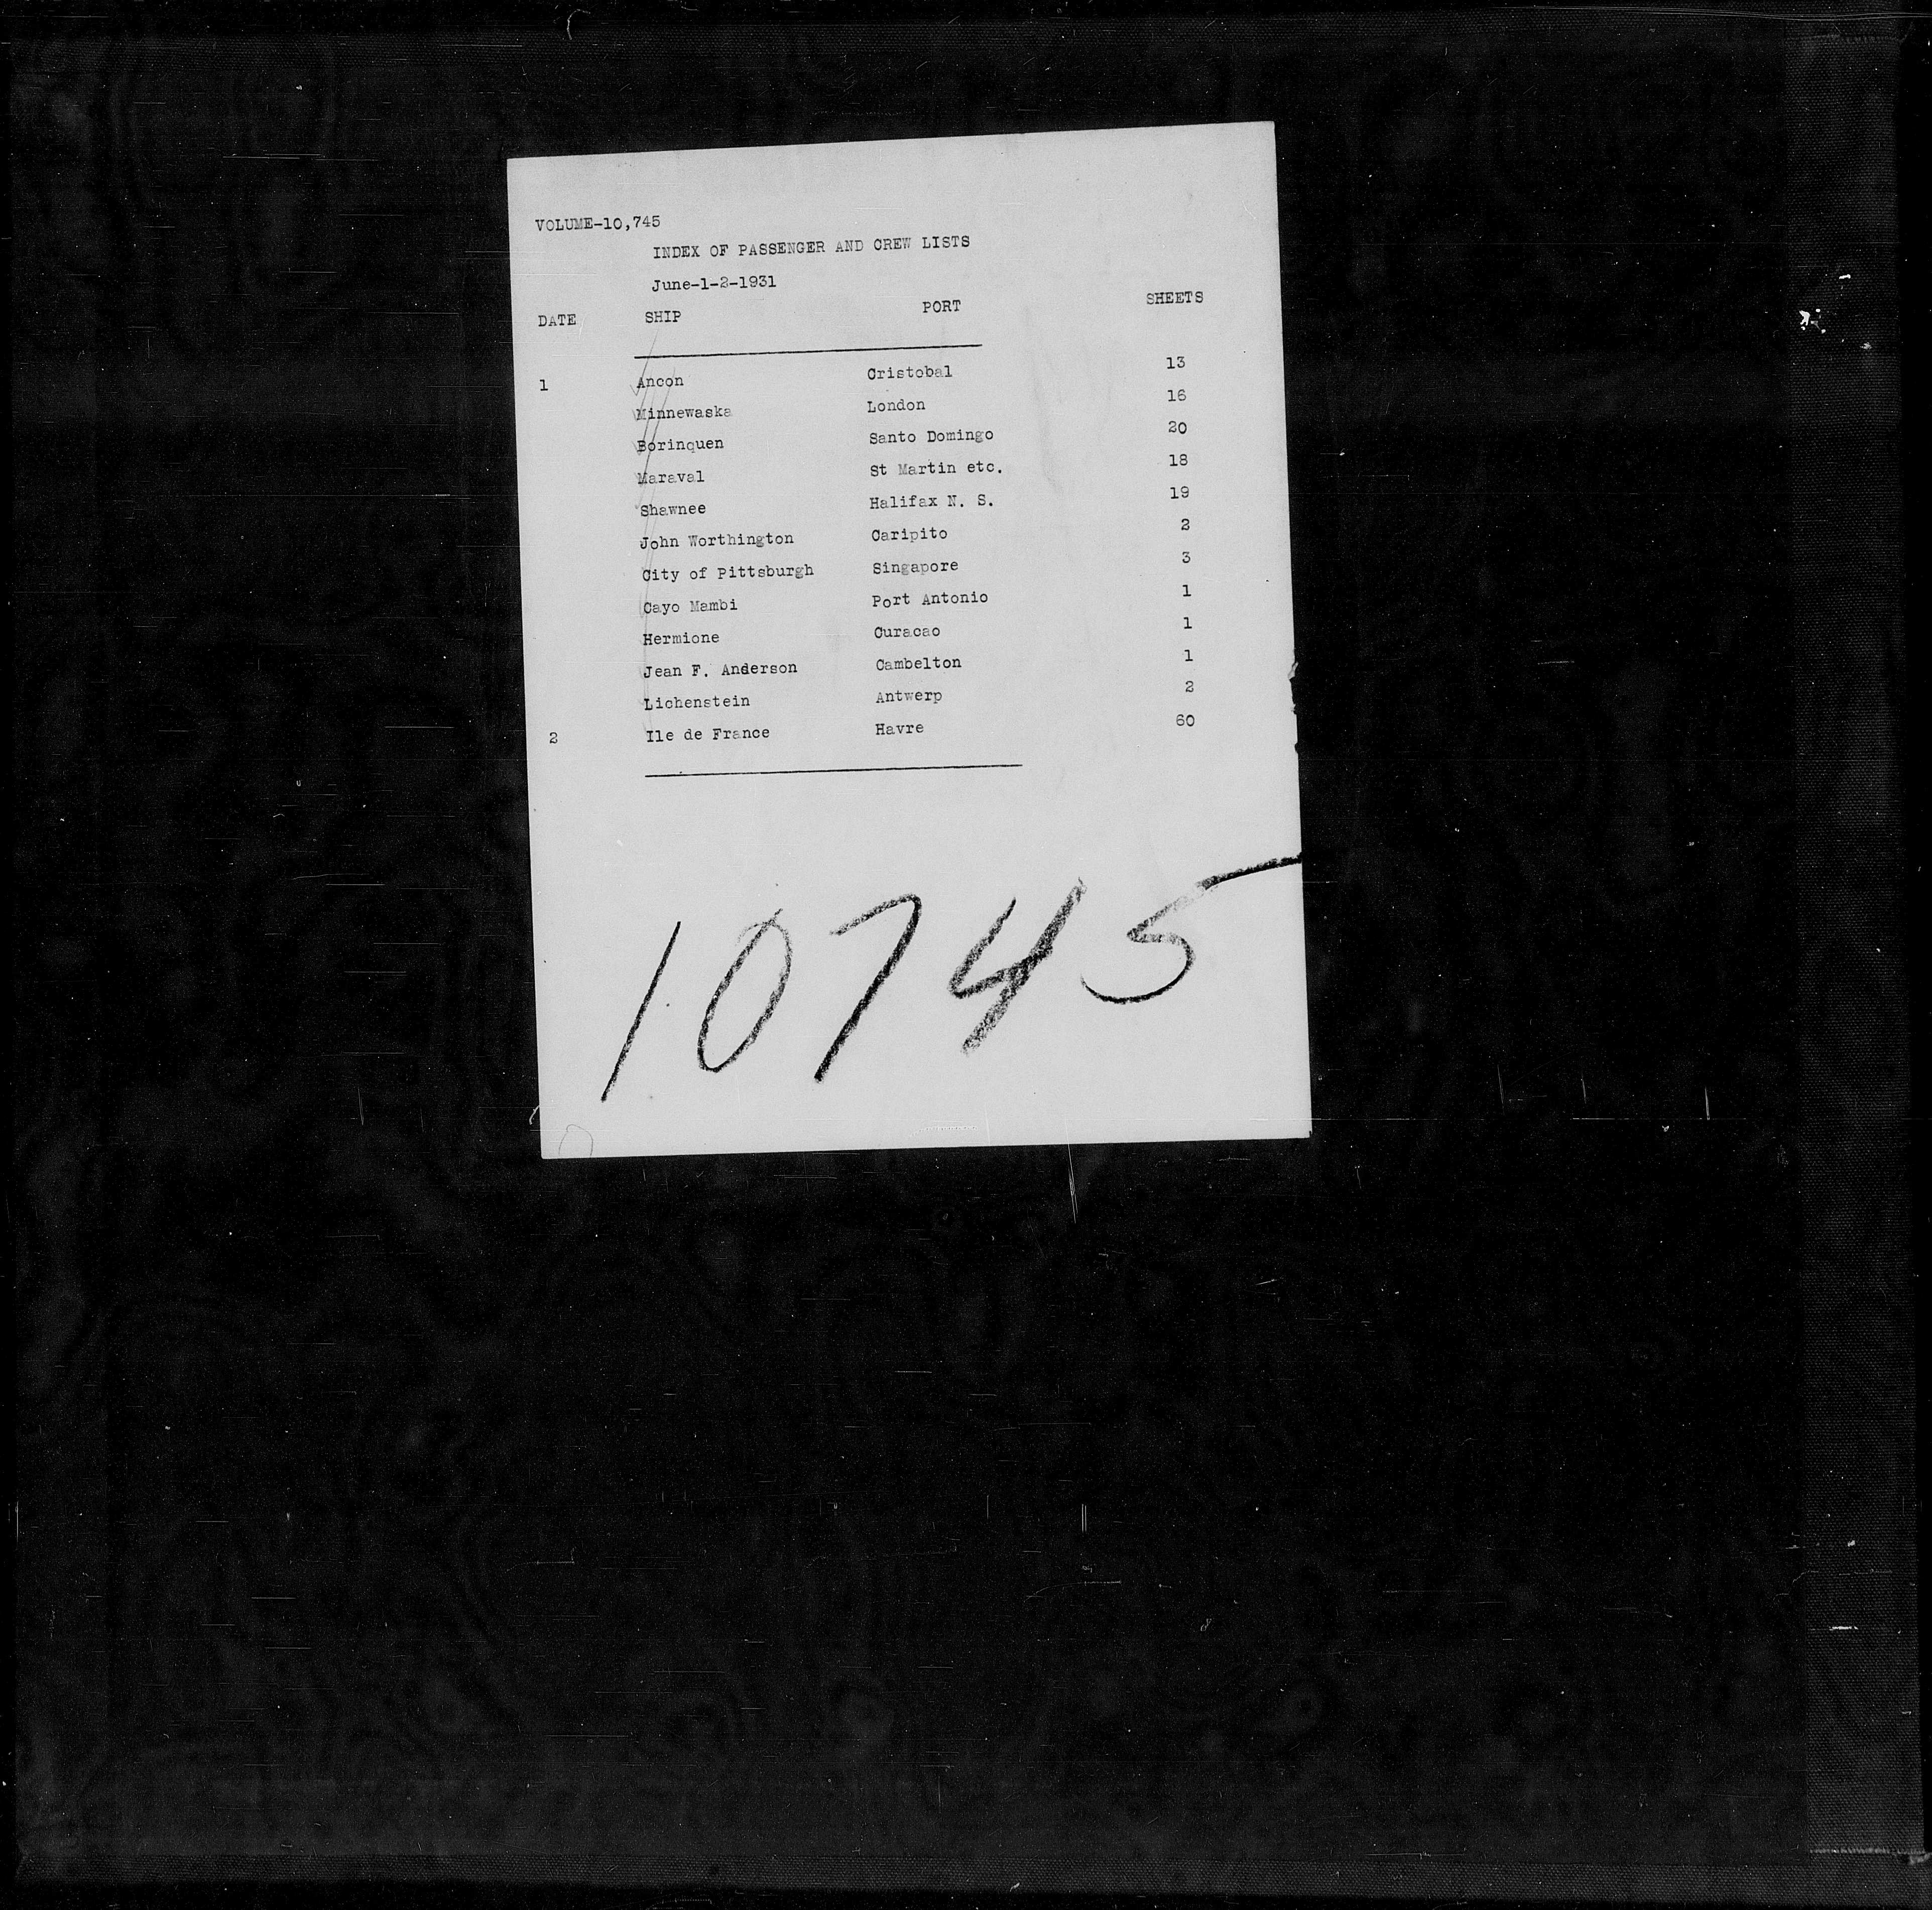 VOLUME-10,745
INDEX OF PASSENGER AND CREW LISTS
June-1-2-1931
DATE SHIP PORT SHEETS
1 Ancon Cristobal 13
Minnewaska London 16
Borinquen Santo Domingo 20
Maraval St Martin etc. 18
Shawnee Halifax N. S. 19
John Worthington Caripito 2
City of Pittsburgh Singapore 3
Cayo Mambi Port Antonio 1
Hermione Curacao 1
Jean F. Anderson Cambelton 1
Lichenstein Antwerp 2
2 Ile de France Havre 60
10745